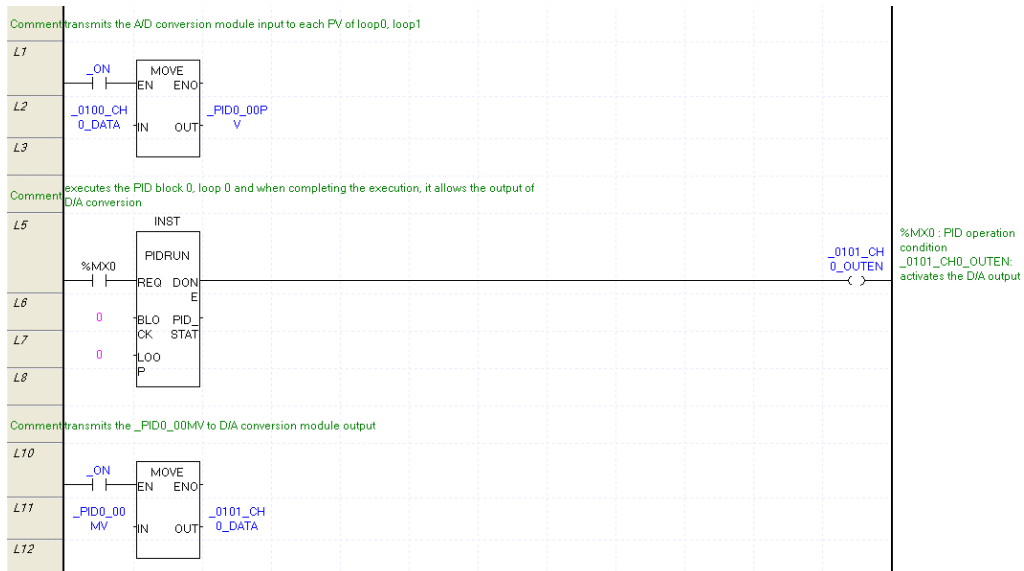 Comment transmits the A/D conversion module input to each PV of loop0, loop1
L1
_ON
MOVE
EN ENO
L2
_0100_CH
0_DATA
IN OUT
_PID0_00P
V
L3
Comment
executes the PID block 0, loop 0 and when completing the execution, it allows the output of
D/A conversion
L5
INST
PIDRUN
%MX0
REQ DON
E
_0101_CH
0_OUTEN
%MX0 : PID operation
condition
_0101_CH0_OUTEN:
activates the D/A output
L6
0
BLO PID_
CK STAT
L7
0
LOO
P
L8
Comment transmits the _PID0_00MV to D/A conversion module output
L10
_ON
MOVE
EN ENO
L11
_PID0_00
MV
IN OUT
_0101_CH
0_DATA
L12